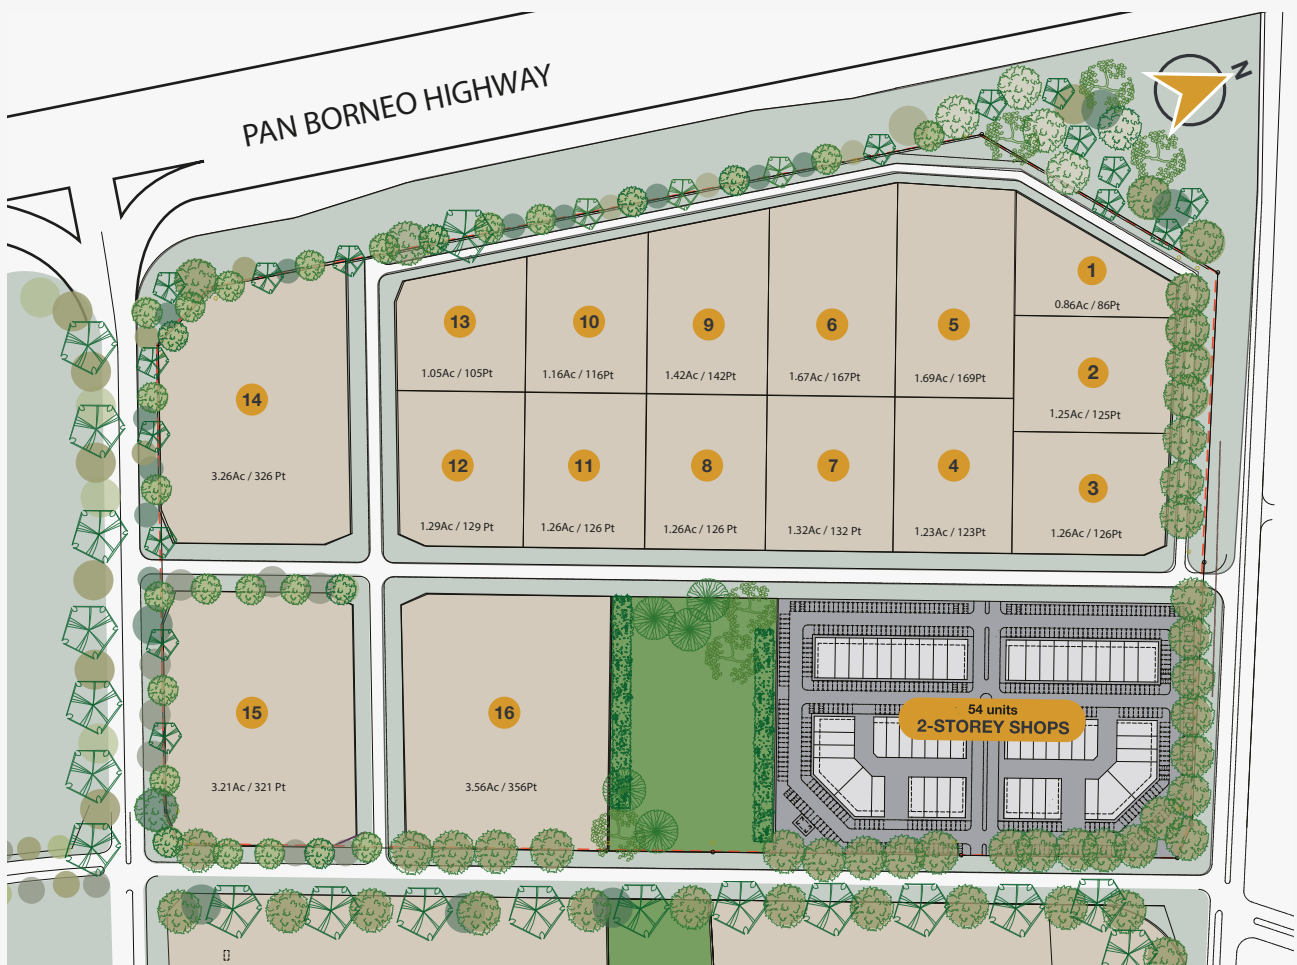 PAN BORNEO HIGHWAY
N
1
0.86Ac / 86Pt
2
1.25Ac / 125Pt
3
1.26Ac / 126Pt
13
1.05Ac / 105Pt
10
1.16Ac / 116Pt
9
1.42Ac / 142Pt
6
1.67Ac / 167Pt
5
1.69Ac / 169Pt
14
3.26Ac / 326 Pt
12
1.29Ac / 129 Pt
11
1.26Ac / 126 Pt
8
1.26Ac / 126 Pt
7
1.32Ac / 132 Pt
4
1.23Ac / 123Pt
15
3.21Ac / 321 Pt
16
3.56Ac / 356Pt
54 units
2-STOREY SHOPS